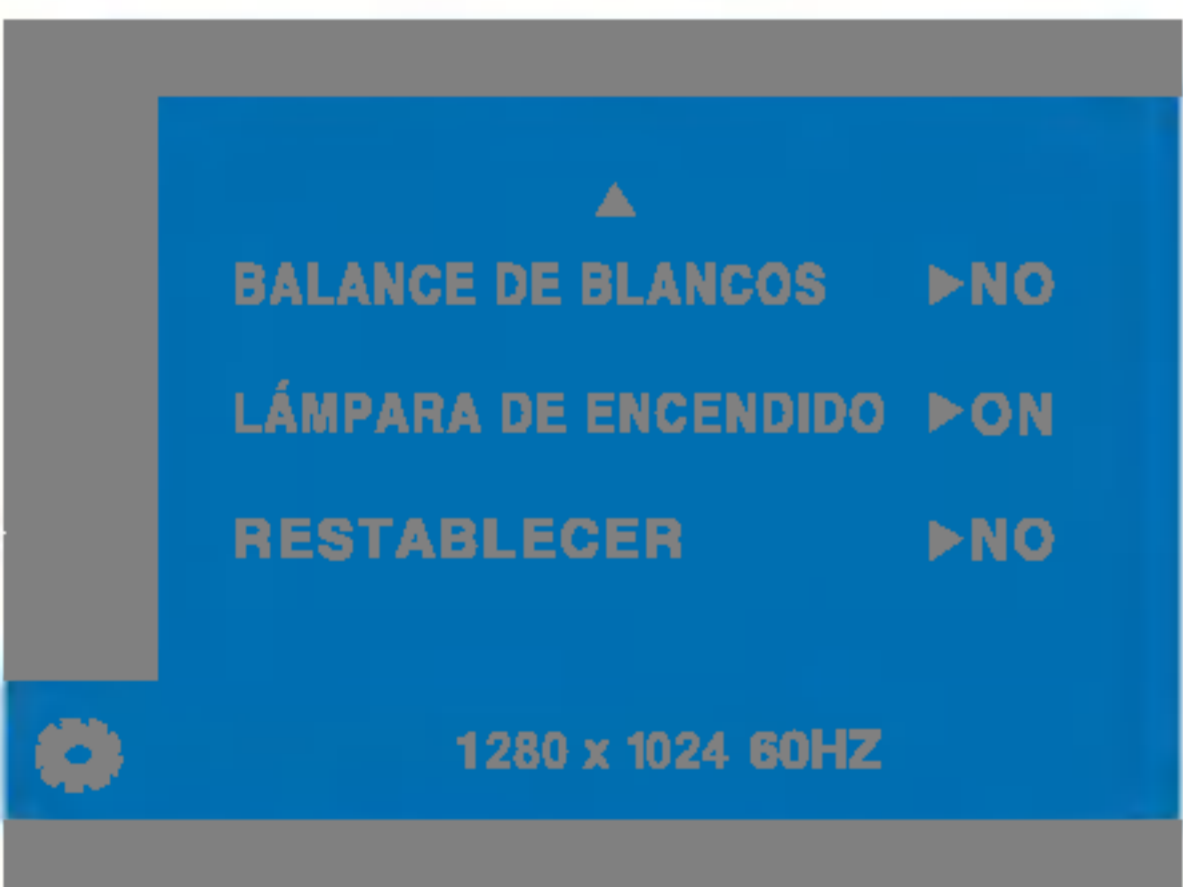 BALANCE DE BLANCOS ▶NO
LÁMPARA DE ENCENDIDO ▶ON
RESTABLECER ▶NO
1280 x 1024 60HZ